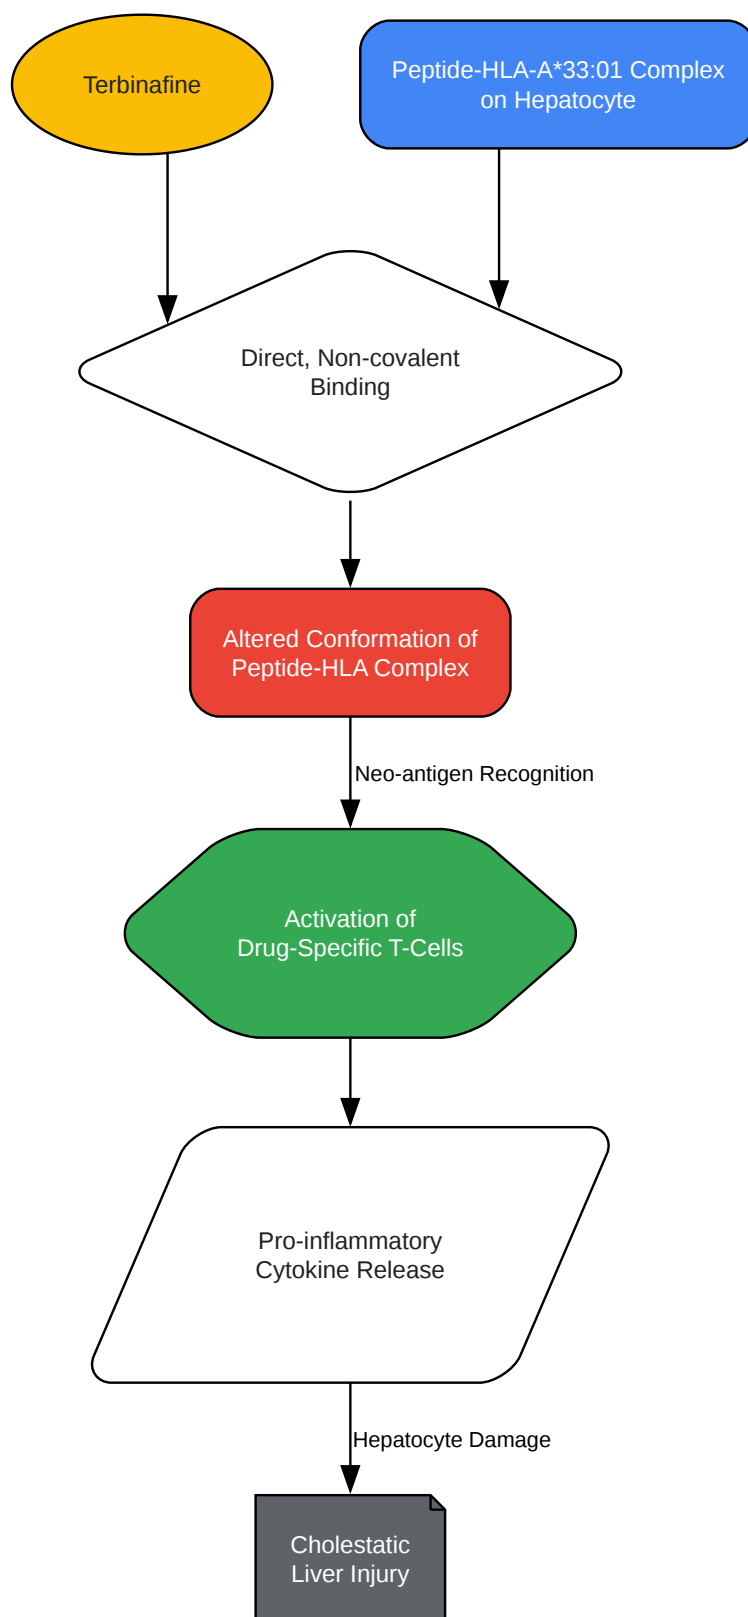 Terbinafine
Peptide-HLA-A*33:01 Complex
on Hepatocyte
Direct, Non-covalent
Binding
Altered Conformation of
Peptide-HLA Complex
Neo-antigen Recognition
Activation of
Drug-Specific T-Cells
Pro-inflammatory
Cytokine Release
Hepatocyte Damage
Cholestatic
Liver Injury